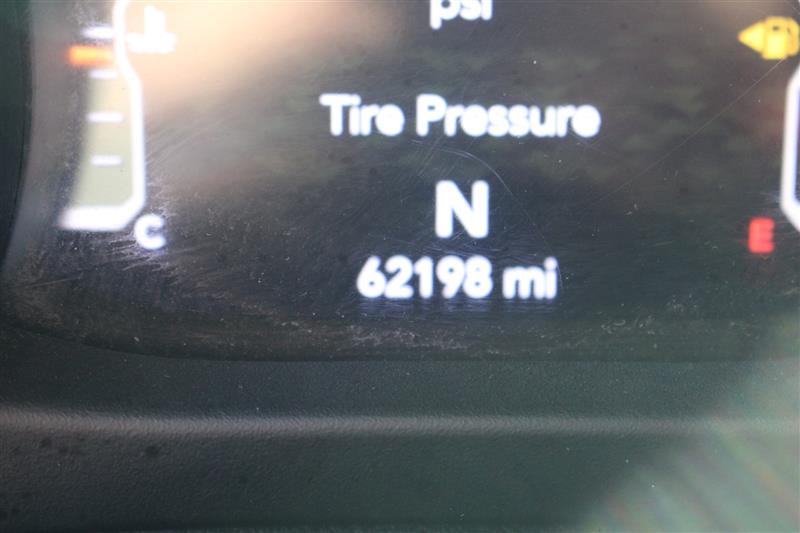 psi
Tire Pressure
N
C
E
62198 mi